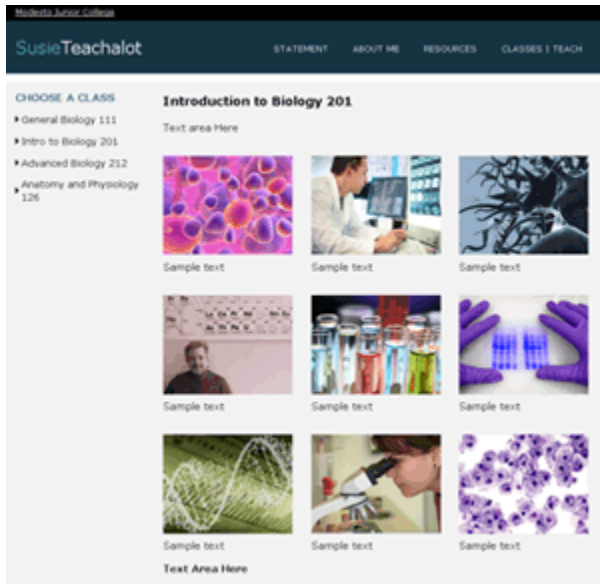 Modesto Junior College
SusieTeachalot
STATEMENT ABOUT ME RESOURCES CLASSES I TEACH
CHOOSE A CLASS
General Biology 111
Intro to Biology 201
Advanced Biology 212
Anatomy and Physiology
126
Introduction to Biology 201
Text area Here
Sample text Sample text Sample text
Sample text Sample text Sample text
Sample text Sample text Sample text
Text Area Here